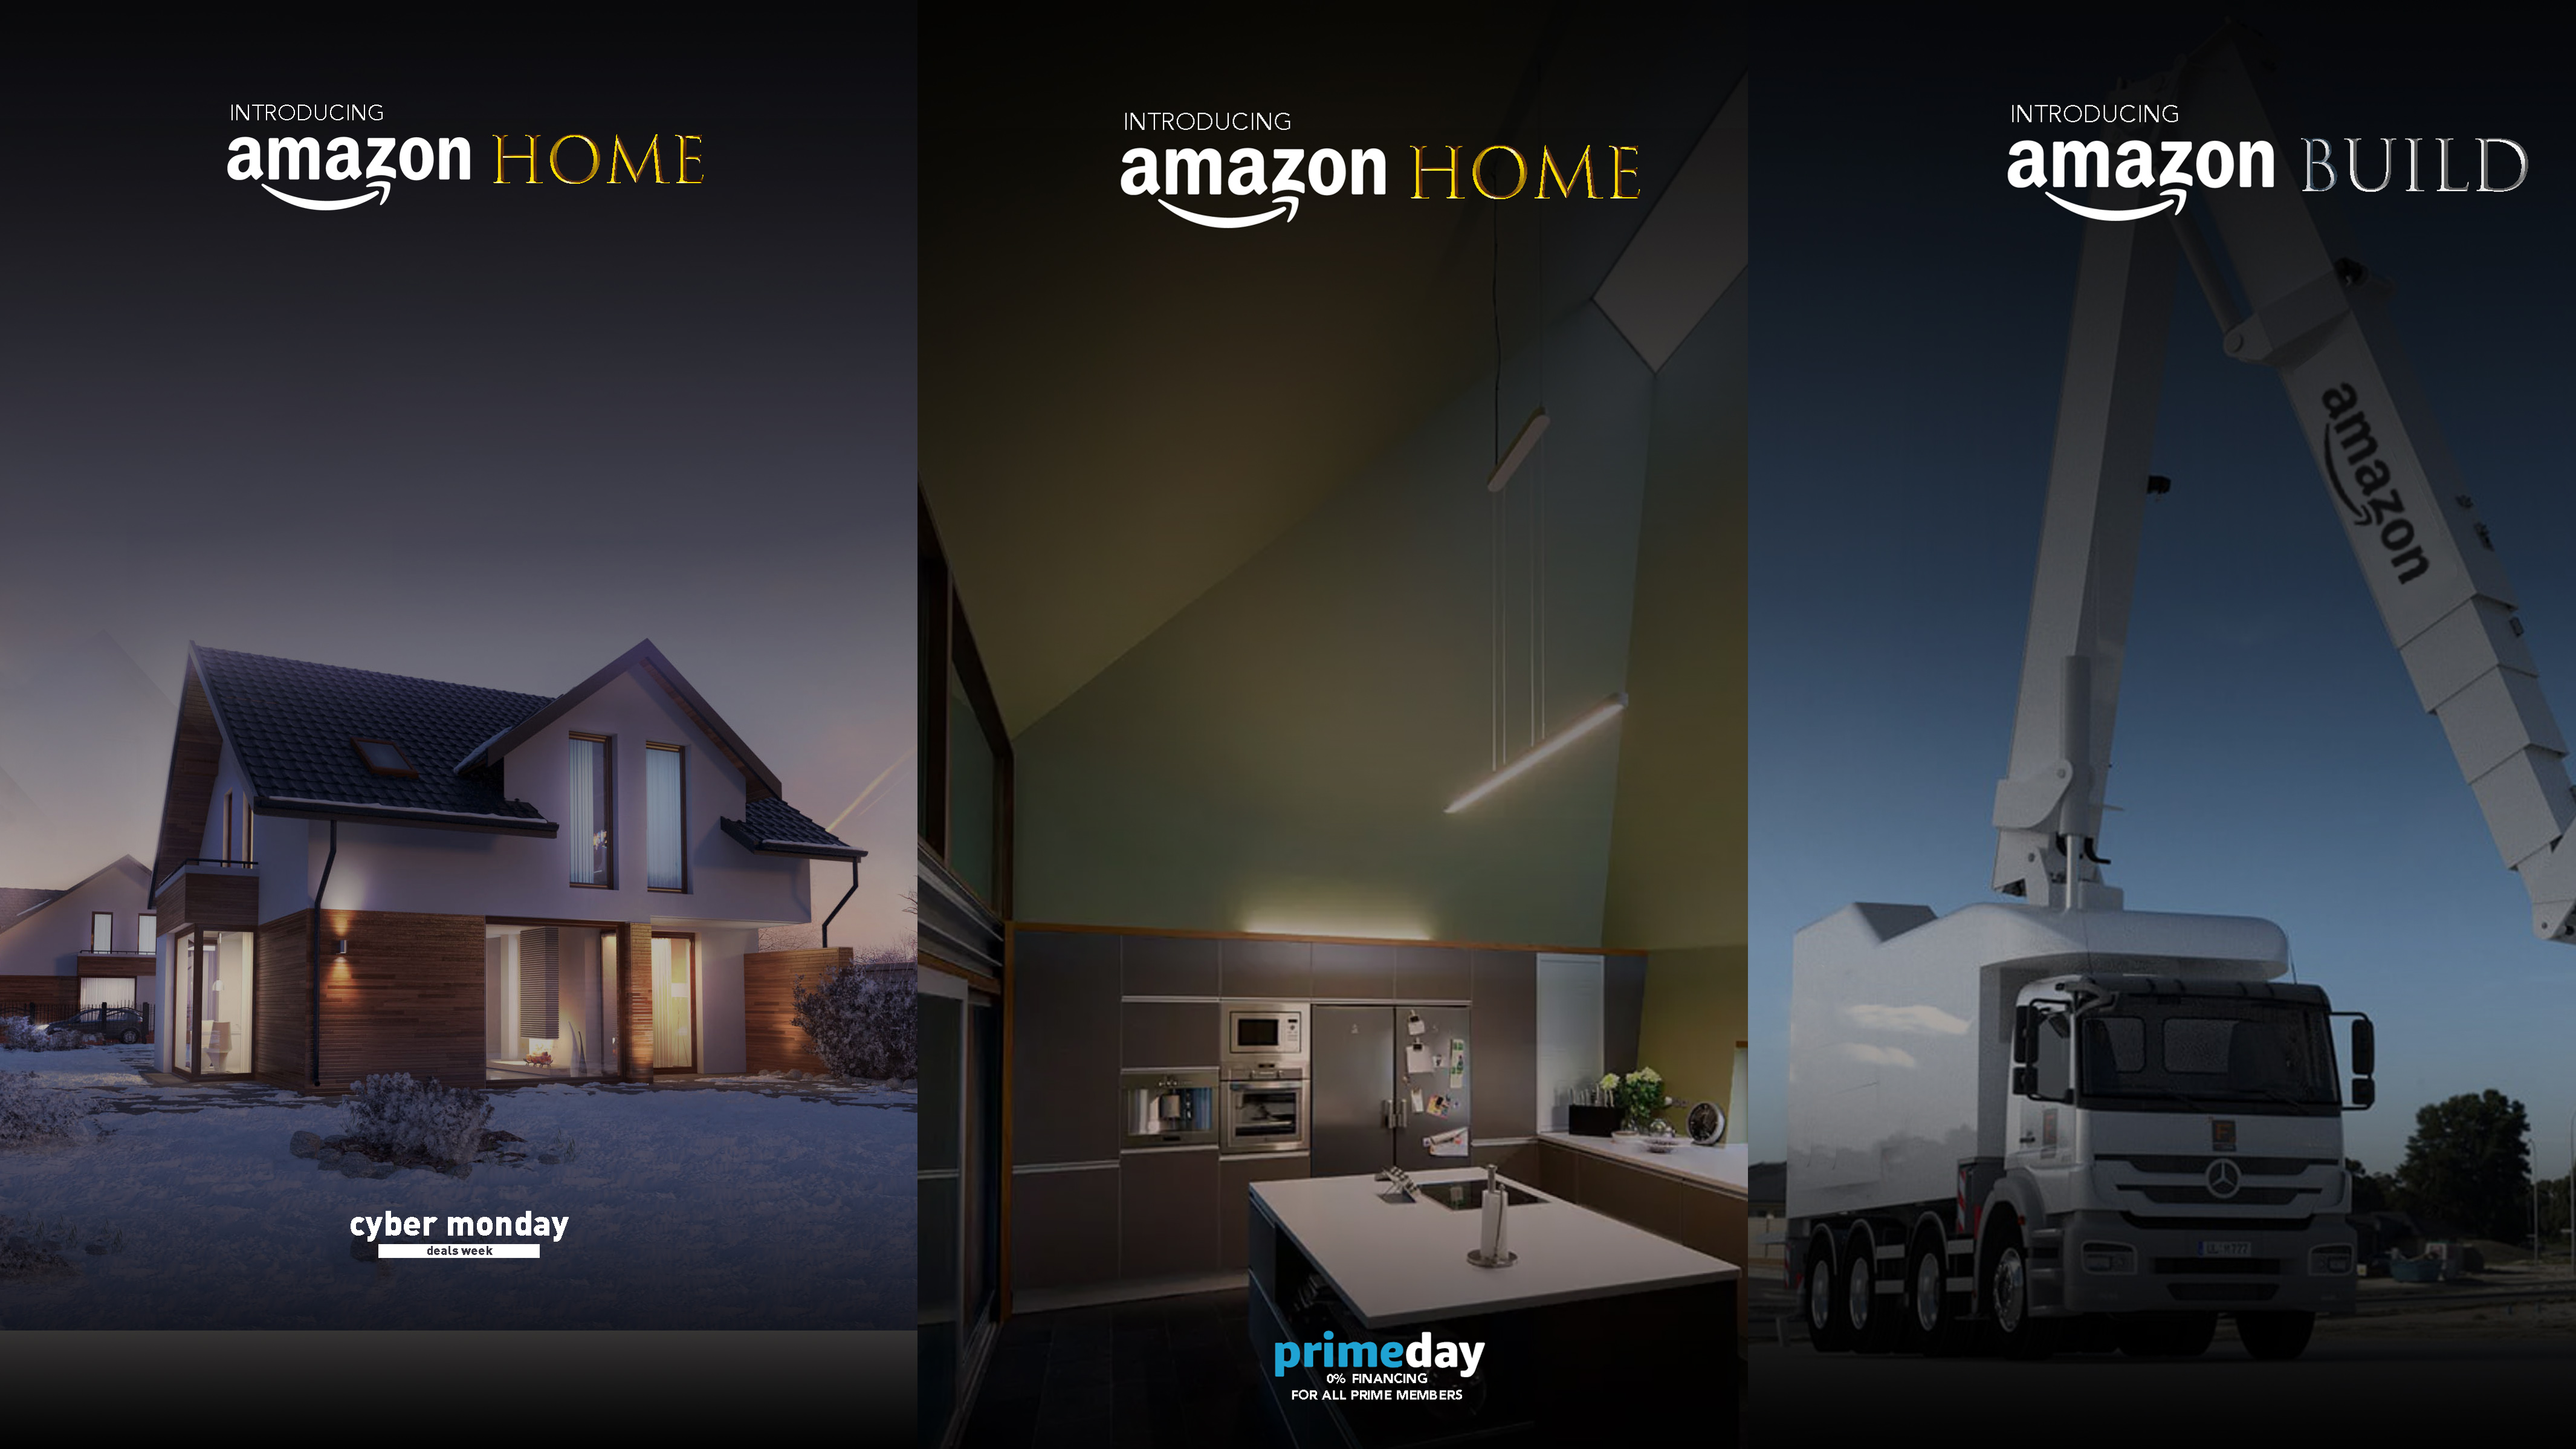 INTRODUCING
amazon HOME
cyber monday
deals week
INTRODUCING
amazon HOME
primeday
0% FINANCING
FOR ALL PRIME MEMBERS
INTRODUCING
amazon BUILD
amazon